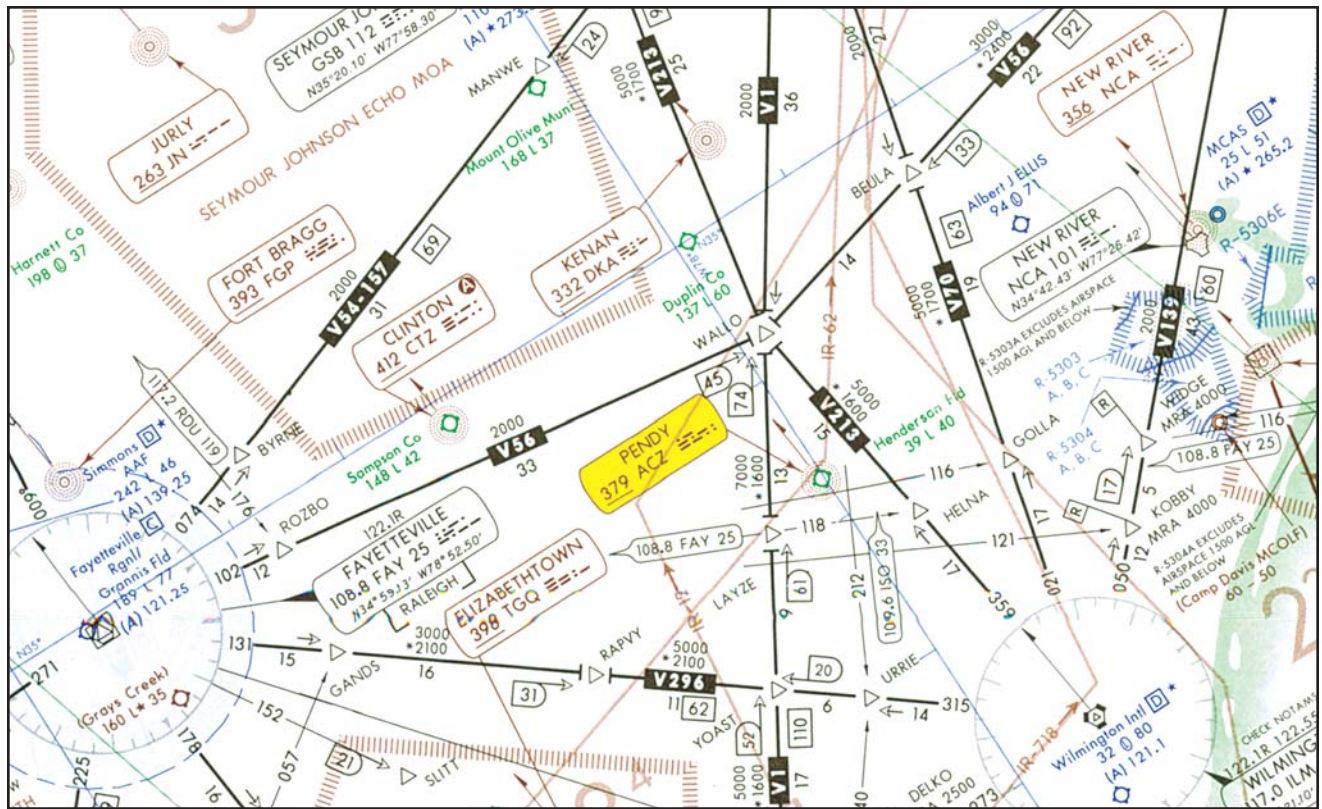 SEYMOUR JO
GSB 112
N35°20.10' W77°58.30'
110
(A) ★ 273.
24
MANWE
Mount Olive Muni
168 L 37
JURLY
263 JN
SEYMOUR JOHNSON ECHO MOA
Harnett Co
198 37
FORT BRAGG
393 FGP
CLINTON A
412 CTZ
KENAN
332 DKA
V213
25
5000
*1700
V1
36
2000
27
2000
3000
*2400
V56
22
92
NEW RIVER
356 NCA
MCAS D ★
25 L 51
(A) ★ 265.2
R-5306E
BEULA
33
Albert J ELLIS
94 71
NEW RIVER
NCA 101
N34°42.43' W77°26.42'
R-5303A EXCLUDES AIRSPACE
1500 AGL AND BELOW
R-5303
A, B, C
R-5304
A, B, C
63
V70
19
5000
*1700
60
V139
43
2000
69
V54-157
2000
31
N35°
W78°
Duplin Co
137 L 60
WALLO
14
IR-62
45
74
V213
5000
*1600
15
Henderson Fld
39 L 40
GOLLA
WIDGE
MRA 4000
R
116
108.8 FAY 25
117.2 RDU 119
BYRNE
Simmons D ★
AAF
242 L 46
(A) 139.25
*600
074
14
176
Sampson Co
148 L 42
2000
V56
33
PENDY
379 ACZ
7000
*1600
13
116
118
HELNA
17
5
KOBBY
MRA 4000
R
17
12
050
121
R-5304A EXCLUDES
AIRSPACE 1500 AGL
AND BELOW
(Camp Davis MCOLF)
60 50
Fayetteville C
Rgnl/
Grannis Fld
189 L 77
(A) 121.25
ROZBO
102
12
122.1R
FAYETTEVILLE
108.8 FAY 25
N34°59.13' W78°52.50'
RALEIGH
ELIZABETHTOWN
398 TGQ
108.8 FAY 25
LAYZE
61
9
212
109.6 ISO 33
17
359
021
N35°
271
131
15
GANDS
3000
*2100
16
RAPVY
31
5000
*2100
V296
11
62
20
6
URRIE
14
315
(Grays Creek)
160 L★ 35
152
178
16
225
057
21
SLITT
YOAST
52
110
5000
*1600
V1
17
40
DELKO
A 2500
073
IR-718
Wilmington Intl D ★
32 80
(A) 121.1
CHECK NOTAMS
22.1R 122.55
WILMING
7.0 ILM